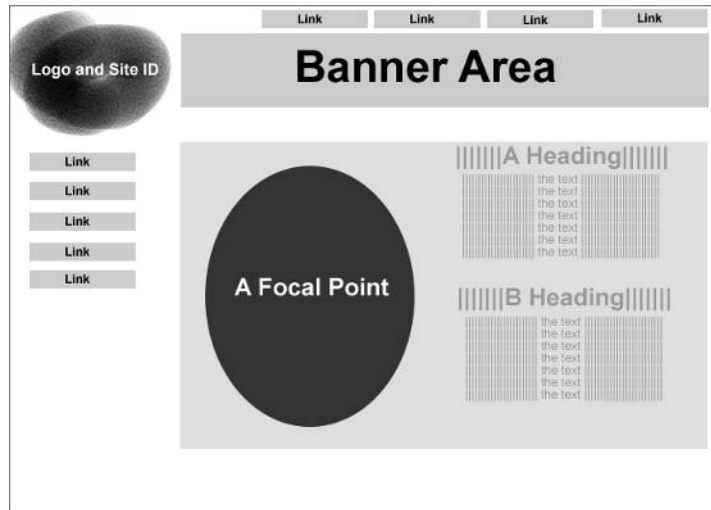 Link Link Link Link
Logo and Site ID
Banner Area
Link
Link
Link
Link
Link
A Focal Point
|||||||A Heading|||||||
the text
the text
the text
the text
the text
the text
the text
|||||||B Heading|||||||
the text
the text
the text
the text
the text
the text
the text